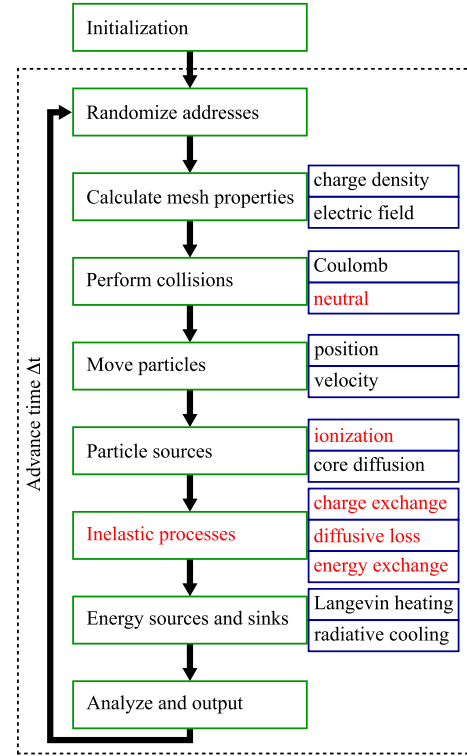 Initialization
Randomize addresses
Calculate mesh properties
charge density
electric field
Perform collisions
Coulomb
neutral
Move particles
position
velocity
Particle sources
ionization
core diffusion
Inelastic processes
charge exchange
diffusive loss
energy exchange
Energy sources and sinks
Langevin heating
radiative cooling
Analyze and output
Advance time Δt